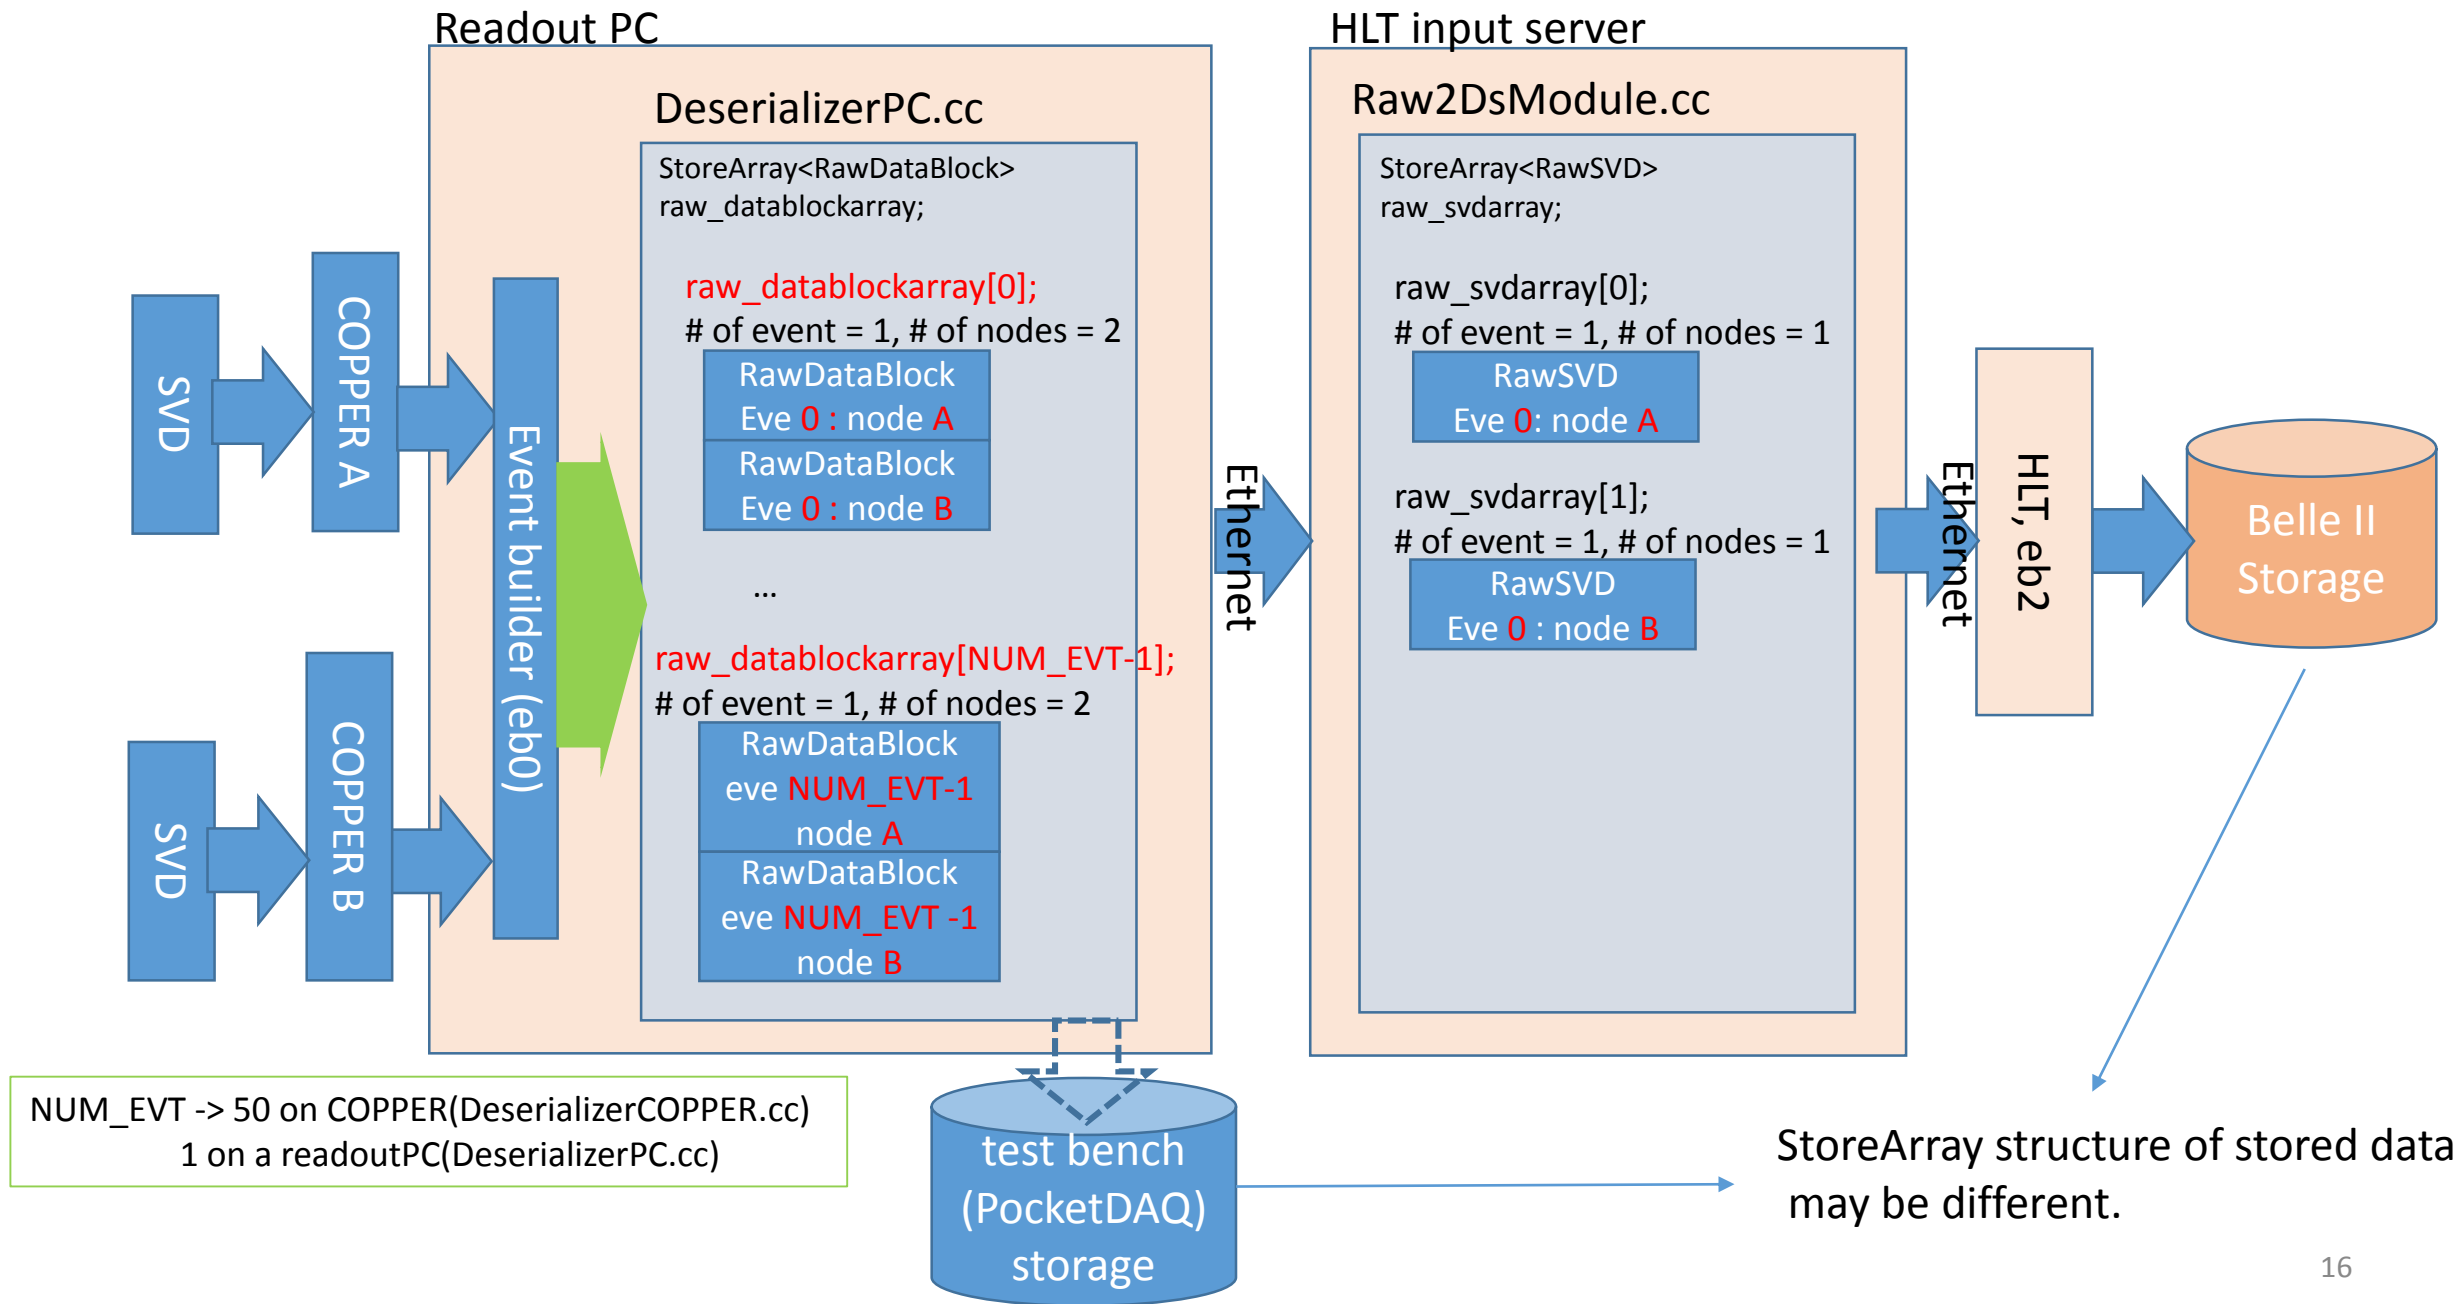 Readout PC
HLT input server
DeserializerPC.cc
Raw2DsModule.cc
StoreArray<RawDataBlock>
raw_datablockarray;
StoreArray<RawSVD>
raw_svdarray;
SVD
COPPER A
SVD
COPPER B
Event builder (eb0)
raw_datablockarray[0];
# of event = 1, # of nodes = 2
RawDataBlock
Eve 0 : node A
RawDataBlock
Eve 0 : node B
...
raw_datablockarray[NUM_EVT-1];
# of event = 1, # of nodes = 2
RawDataBlock
eve NUM_EVT-1
node A
RawDataBlock
eve NUM_EVT -1
node B
Ethernet
raw_svdarray[0];
# of event = 1, # of nodes = 1
RawSVD
Eve 0: node A
raw_svdarray[1];
# of event = 1, # of nodes = 1
RawSVD
Eve 0 : node B
Ethernet
HLT, eb2
Belle II
Storage
NUM_EVT -> 50 on COPPER(DeserializerCOPPER.cc)
1 on a readoutPC(DeserializerPC.cc)
test bench
(PocketDAQ)
storage
StoreArray structure of stored data
may be different.
16